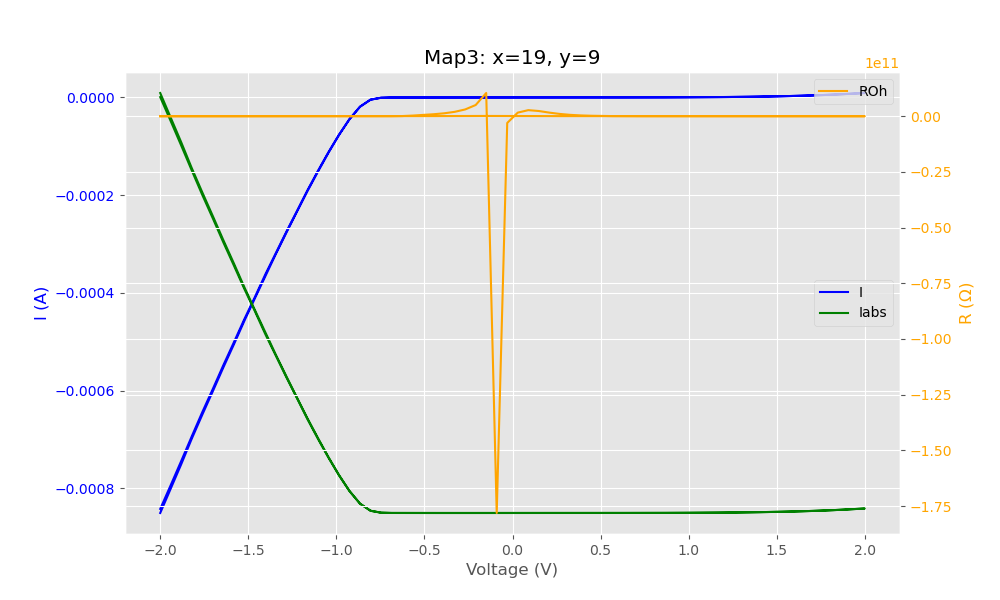 Map3: x=19, y=9
1e11
ROh
I
Iabs
I (A)
0.0000
−0.0002
−0.0004
−0.0006
−0.0008
R (Ω)
0.00
−0.25
−0.50
−0.75
−1.00
−1.25
−1.50
−1.75
−2.0 −1.5 −1.0 −0.5 0.0 0.5 1.0 1.5 2.0
Voltage (V)